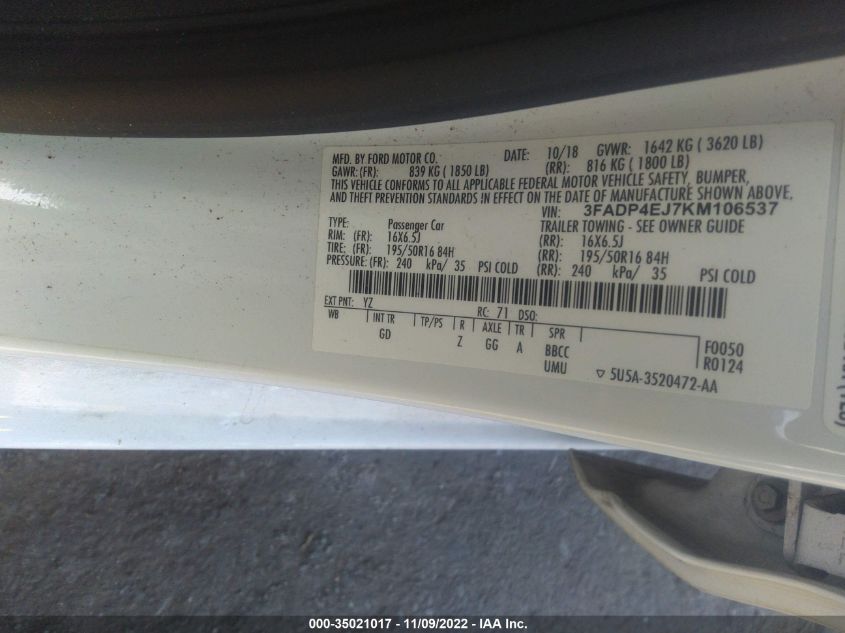 MFD. BY FORD MOTOR CO. DATE: 10/18 GVWR: 1642 KG ( 3620 LB)
GAWR:(FR): 839 KG ( 1850 LB) (RR): 816 KG ( 1800 LB)
THIS VEHICLE CONFORMS TO ALL APPLICABLE FEDERAL MOTOR VEHICLE SAFETY, BUMPER,
AND THEFT PREVENTION STANDARDS IN EFFECT ON THE DATE OF MANUFACTURE SHOWN ABOVE,
VIN: 3FADP4EJ7KM106537
TYPE: Passenger Car TRAILER TOWING - SEE OWNER GUIDE
RIM: (FR): 16X6.5J (RR): 16X6.5J
TIRE: (FR): 195/50R16 84H (RR): 195/50R16 84H
PRESSURE: (FR): 240 kPa/ 35 PSI COLD (RR): 240 kPa/ 35 PSI COLD
EXT PNT: YZ RC: 71 DSO:
WB INT TR TP/PS R AXLE TR SPR F0050
GD Z GG A BBCC R0124
UMU ▽ 5U5A-3520472-AA
000-35021017 - 11/09/2022 - IAA Inc.